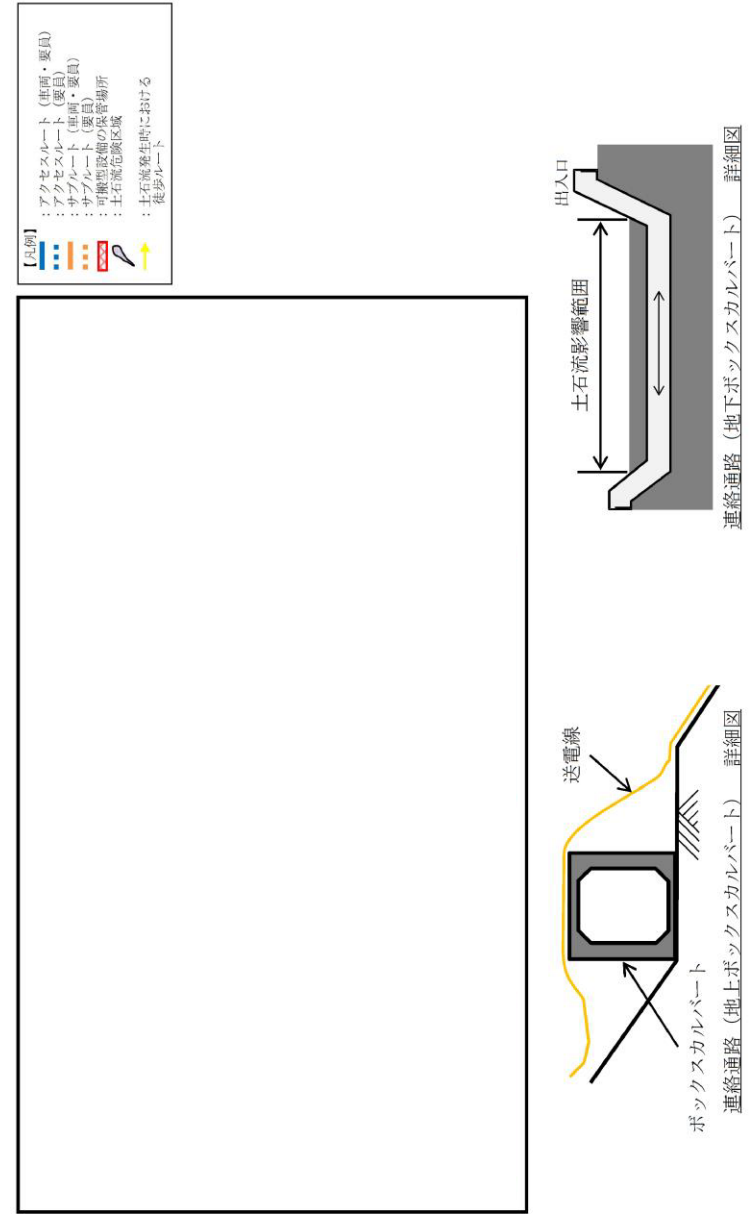 【凡例】
：アクセスルート（車両・要員）
：アクセスルート（要員）
：サブルート（車両・要員）
：サブルート（要員）
：可搬型設備の保管場所
：土石流危険区域
：土石流発生時における
徒歩ルート
送電線
ボックスカルバート
連絡通路（地上ボックスカルバート）　詳細図
出入口
土石流影響範囲
連絡通路（地下ボックスカルバート）　詳細図